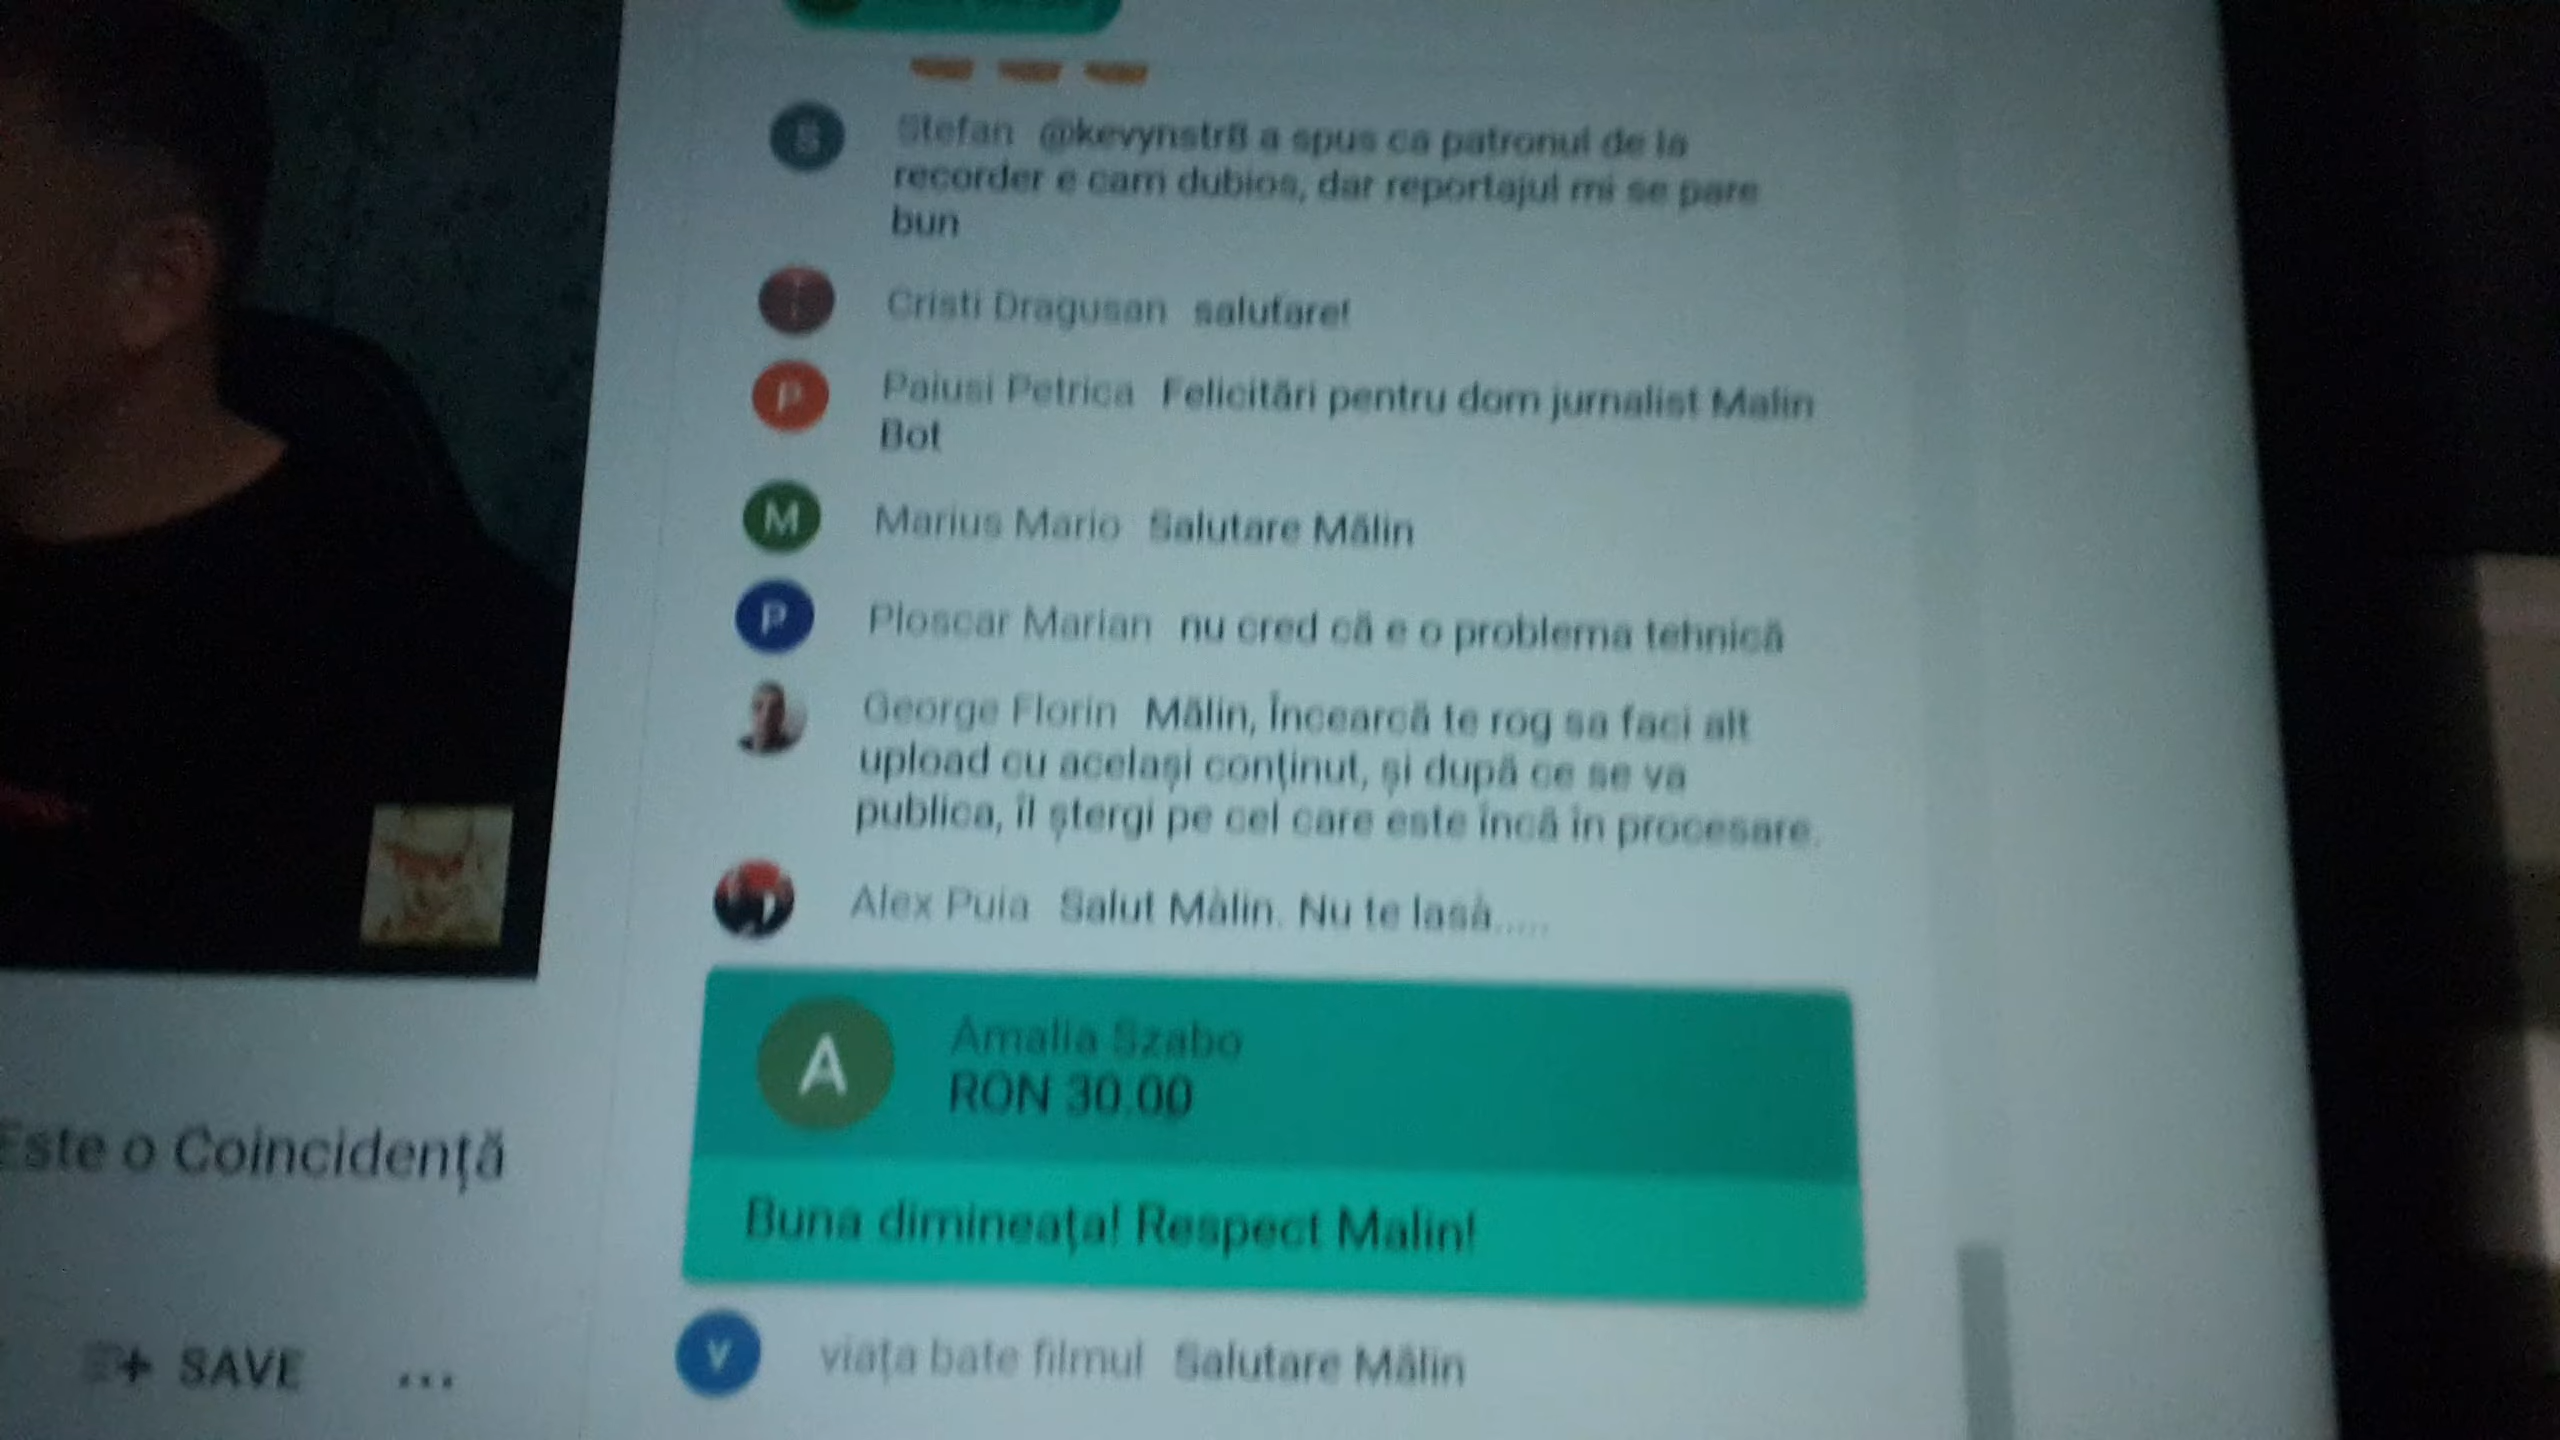 Stefan @kevynstr8 a spus ca patronul de la
recorder e cam dubios, dar reportajul mi se pare
bun
Cristi Dragusan salutare!
P Paiusi Petrica Felicitări pentru dom jurnalist Malin
Bot
M Marius Mario Salutare Mălin
P Ploscar Marian nu cred că e o problema tehnică
George Florin Mălin, Încearcă te rog sa faci alt
upload cu același conținut, și după ce se va
publica, îl ștergi pe cel care este încă în procesare.
Alex Puia Salut Màlin. Nu te lasà.....
A Amalia Szabo
RON 30.00
Buna dimineața! Respect Malin!
V viața bate filmul Salutare Mălin
Este o Coincidență
SAVE ...